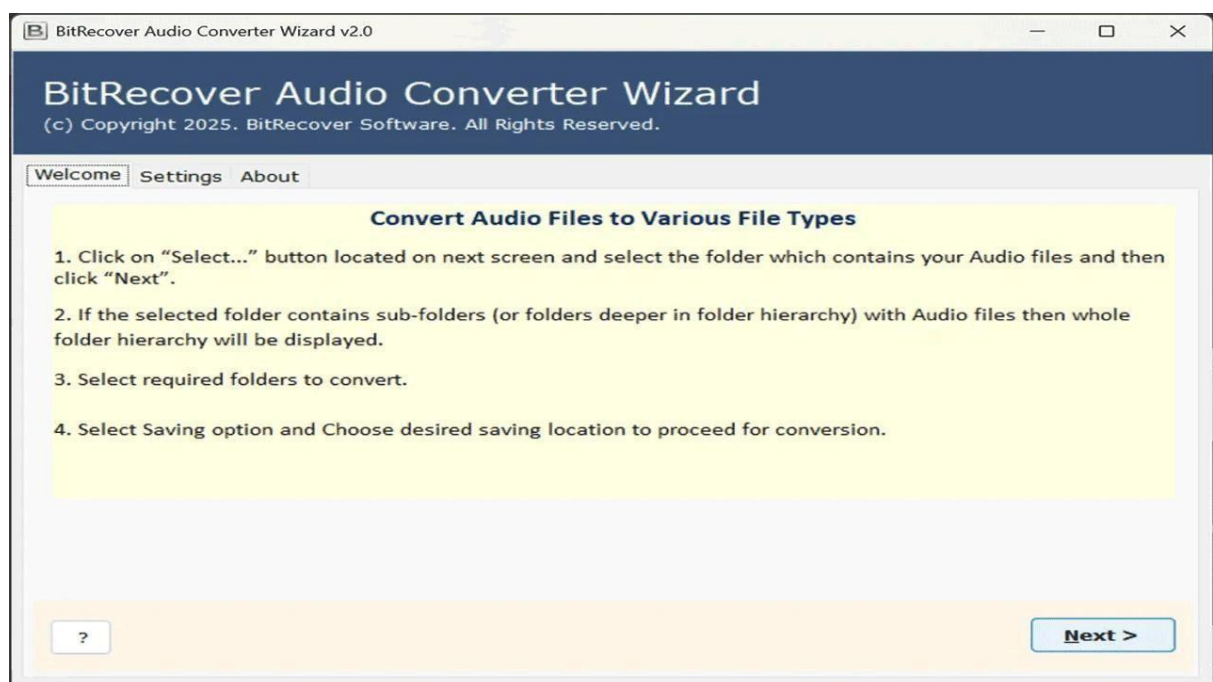 BitRecover Audio Converter Wizard v2.0
BitRecover Audio Converter Wizard
(c) Copyright 2025. BitRecover Software. All Rights Reserved.
Welcome Settings About
Convert Audio Files to Various File Types
1. Click on “Select...” button located on next screen and select the folder which contains your Audio files and then
click “Next”.
2. If the selected folder contains sub-folders (or folders deeper in folder hierarchy) with Audio files then whole
folder hierarchy will be displayed.
3. Select required folders to convert.
4. Select Saving option and Choose desired saving location to proceed for conversion.
? Next >